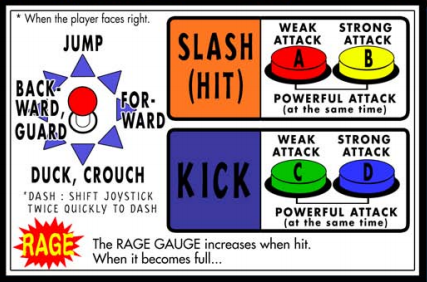 * When the player faces right.
JUMP
BACK-
WARD,
GUARD
FOR-
WARD
DUCK, CROUCH
*DASH : SHIFT JOYSTICK
TWICE QUICKLY TO DASH
SLASH
(HIT)
WEAK
ATTACK
STRONG
ATTACK
A
B
POWERFUL ATTACK
(at the same time)
KICK
WEAK
ATTACK
STRONG
ATTACK
C
D
POWERFUL ATTACK
(at the same time)
RAGE
The RAGE GAUGE increases when hit.
When it becomes full...